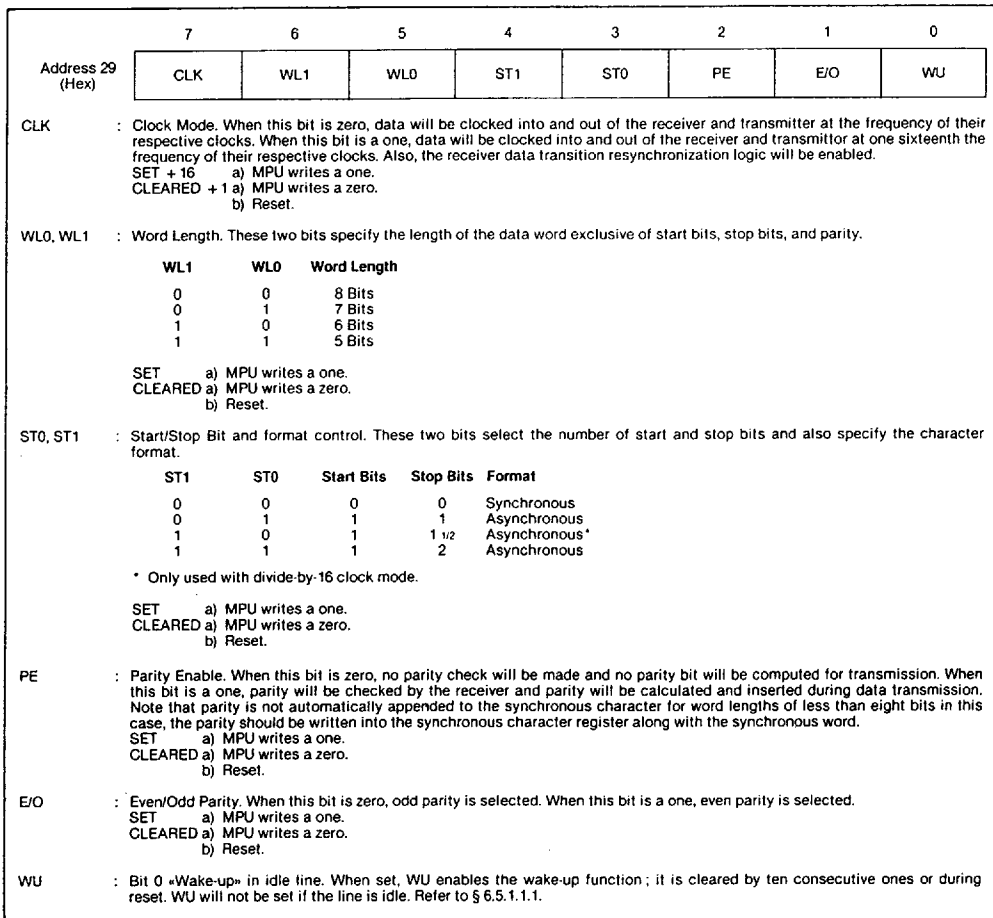 7 6 5 4 3 2 1 0
Address 29 (Hex) CLK WL1 WL0 ST1 ST0 PE E/O WU
CLK : Clock Mode. When this bit is zero, data will be clocked into and out of the receiver and transmitter at the frequency of their
respective clocks. When this bit is a one, data will be clocked into and out of the receiver and transmittor at one sixteenth the
frequency of their respective clocks. Also, the receiver data transition resynchronization logic will be enabled.
SET + 16 a) MPU writes a one.
CLEARED + 1 a) MPU writes a zero.
b) Reset.
WL0, WL1 : Word Length. These two bits specify the length of the data word exclusive of start bits, stop bits, and parity.
WL1 WL0 Word Length
0 0 8 Bits
0 1 7 Bits
1 0 6 Bits
1 1 5 Bits
SET a) MPU writes a one.
CLEARED a) MPU writes a zero.
b) Reset.
ST0, ST1 : Start/Stop Bit and format control. These two bits select the number of start and stop bits and also specify the character
format.
ST1 ST0 Start Bits Stop Bits Format
0 0 0 0 Synchronous
0 1 1 1 Asynchronous
1 0 1 1 1/2 Asynchronous*
1 1 1 2 Asynchronous
* Only used with divide-by-16 clock mode.
SET a) MPU writes a one.
CLEARED a) MPU writes a zero.
b) Reset.
PE : Parity Enable. When this bit is zero, no parity check will be made and no parity bit will be computed for transmission. When
this bit is a one, parity will be checked by the receiver and parity will be calculated and inserted during data transmission.
Note that parity is not automatically appended to the synchronous character for word lengths of less than eight bits in this
case, the parity should be written into the synchronous character register along with the synchronous word.
SET a) MPU writes a one.
CLEARED a) MPU writes a zero.
b) Reset.
E/O : Even/Odd Parity. When this bit is zero, odd parity is selected. When this bit is a one, even parity is selected.
SET a) MPU writes a one.
CLEARED a) MPU writes a zero.
b) Reset.
WU : Bit 0 «Wake-up» in idle line. When set, WU enables the wake-up function ; it is cleared by ten consecutive ones or during
reset. WU will not be set if the line is idle. Refer to § 6.5.1.1.1.